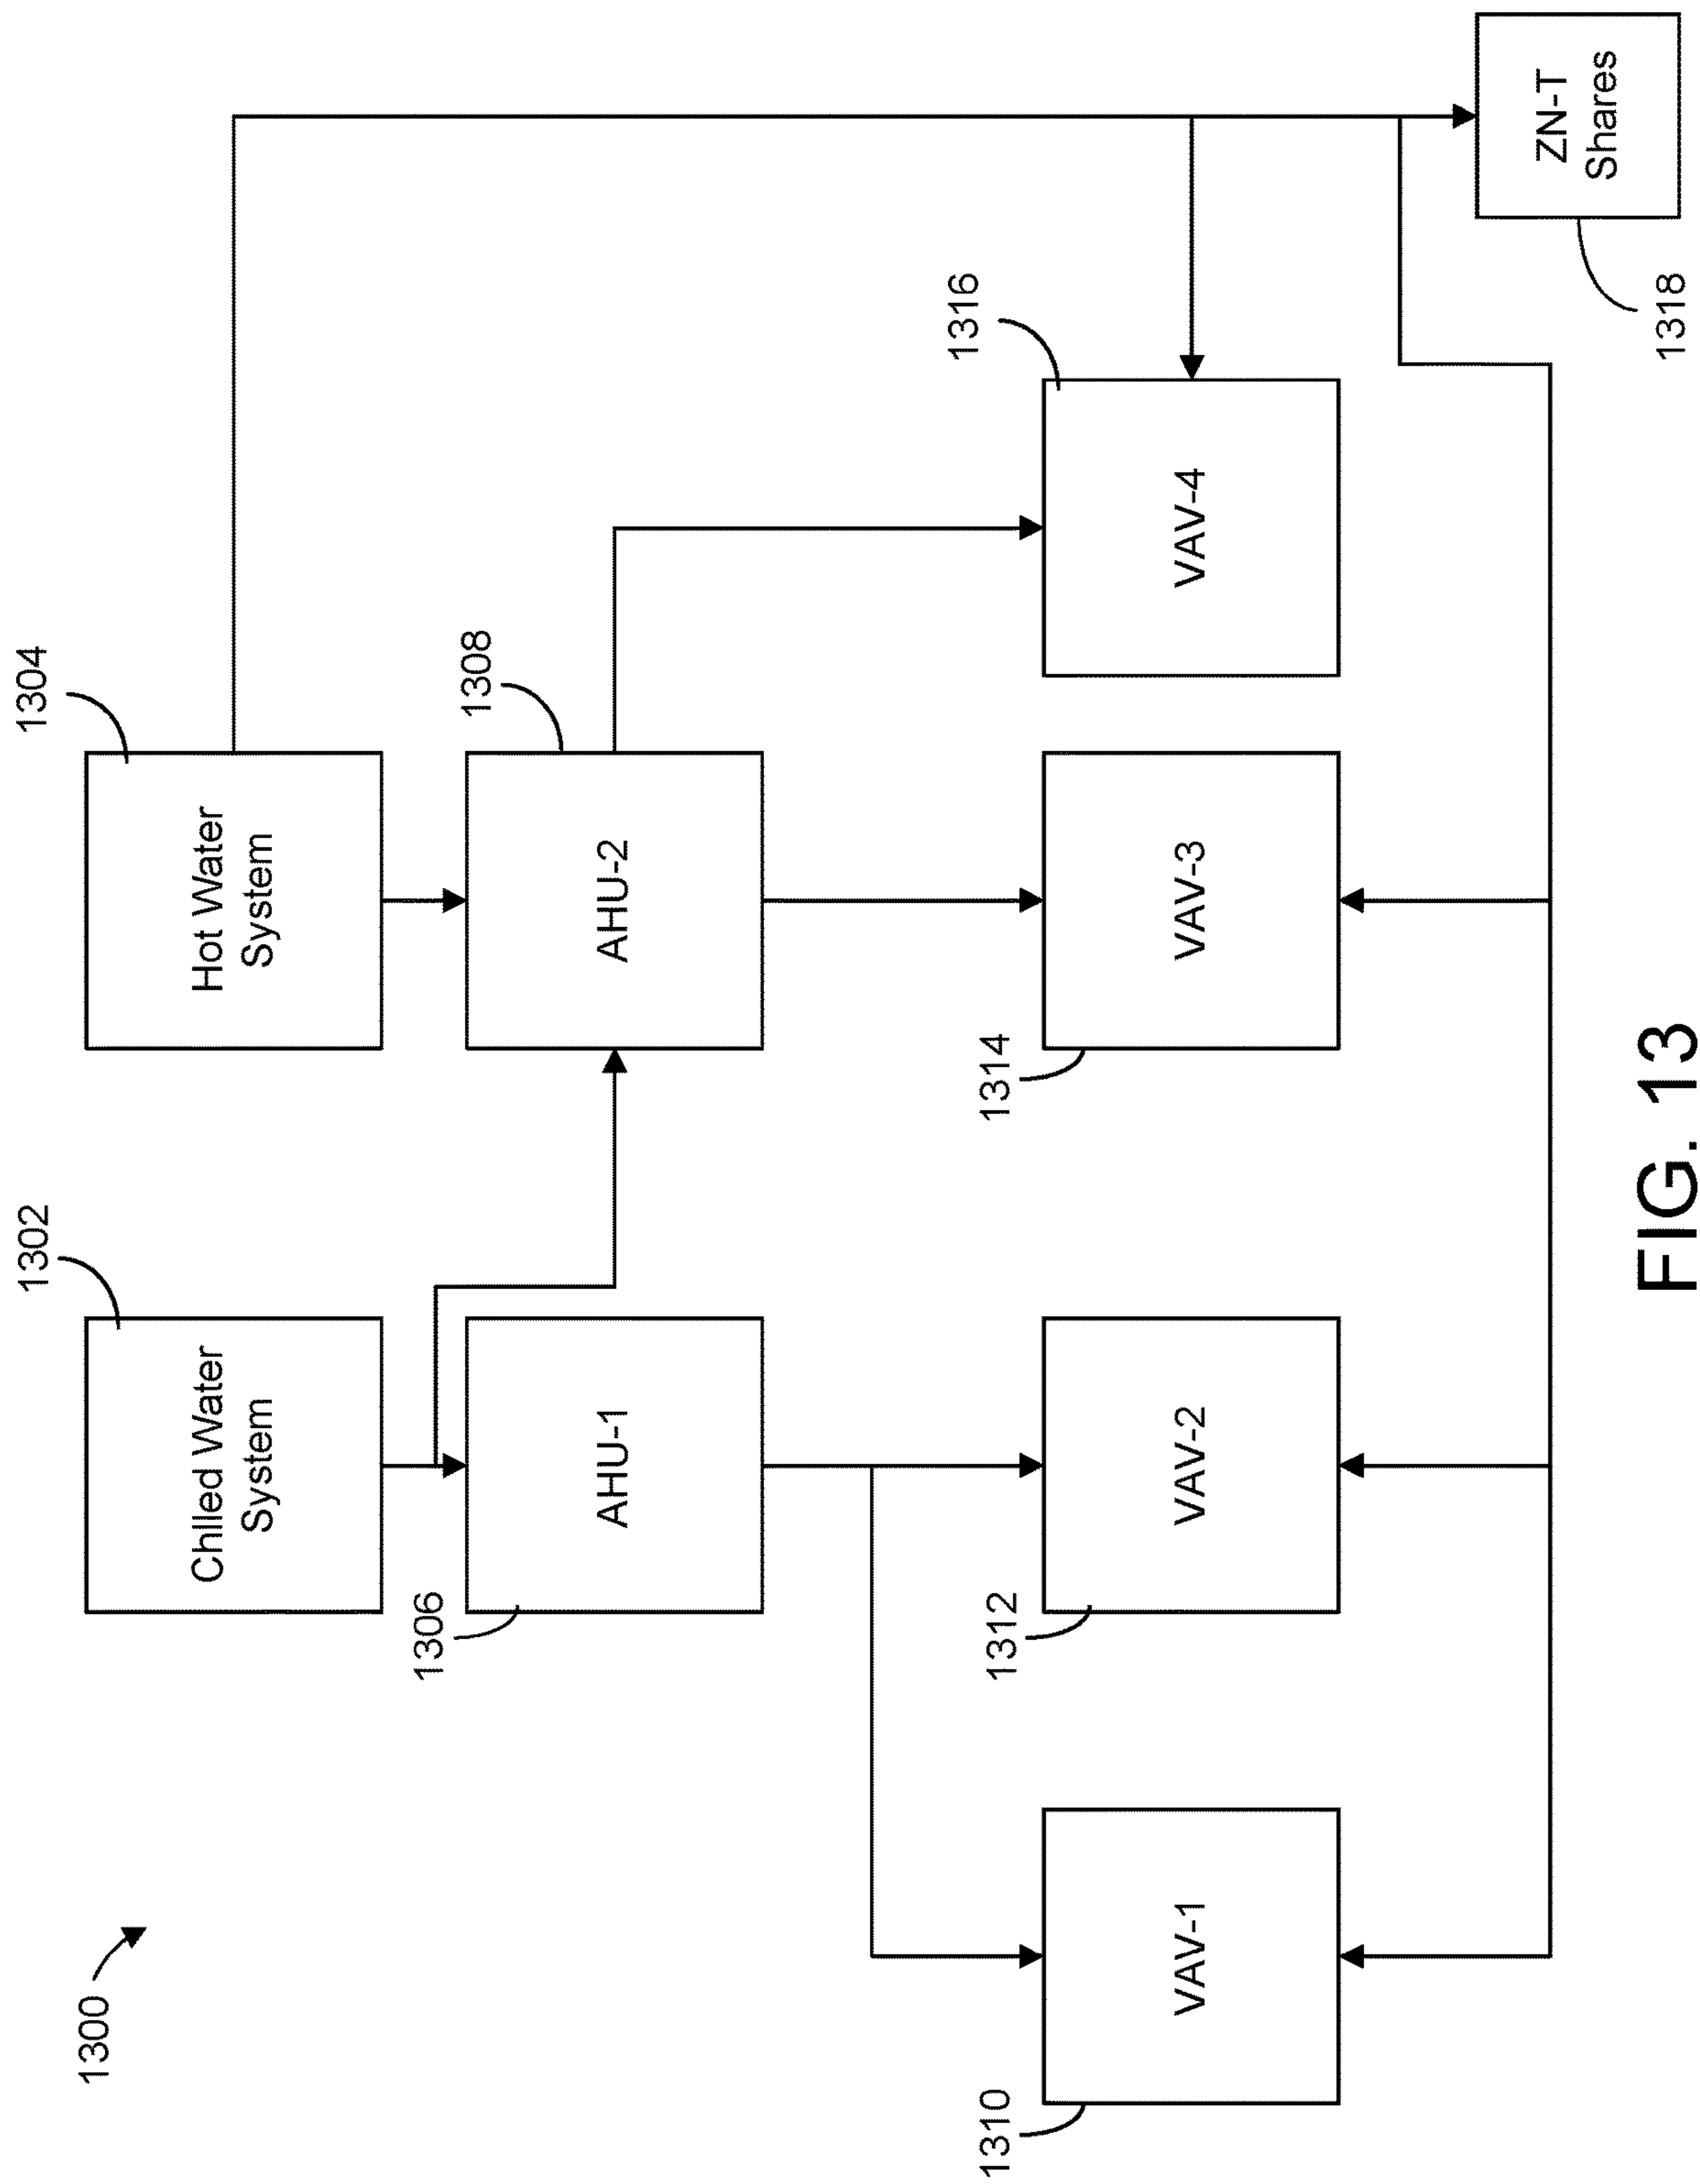 1300
1302
Chlled Water
System
1304
Hot Water
System
1306
AHU-1
1308
AHU-2
1310
VAV-1
1312
VAV-2
1314
VAV-3
1316
VAV-4
ZN-T
Shares
1318
FIG. 13